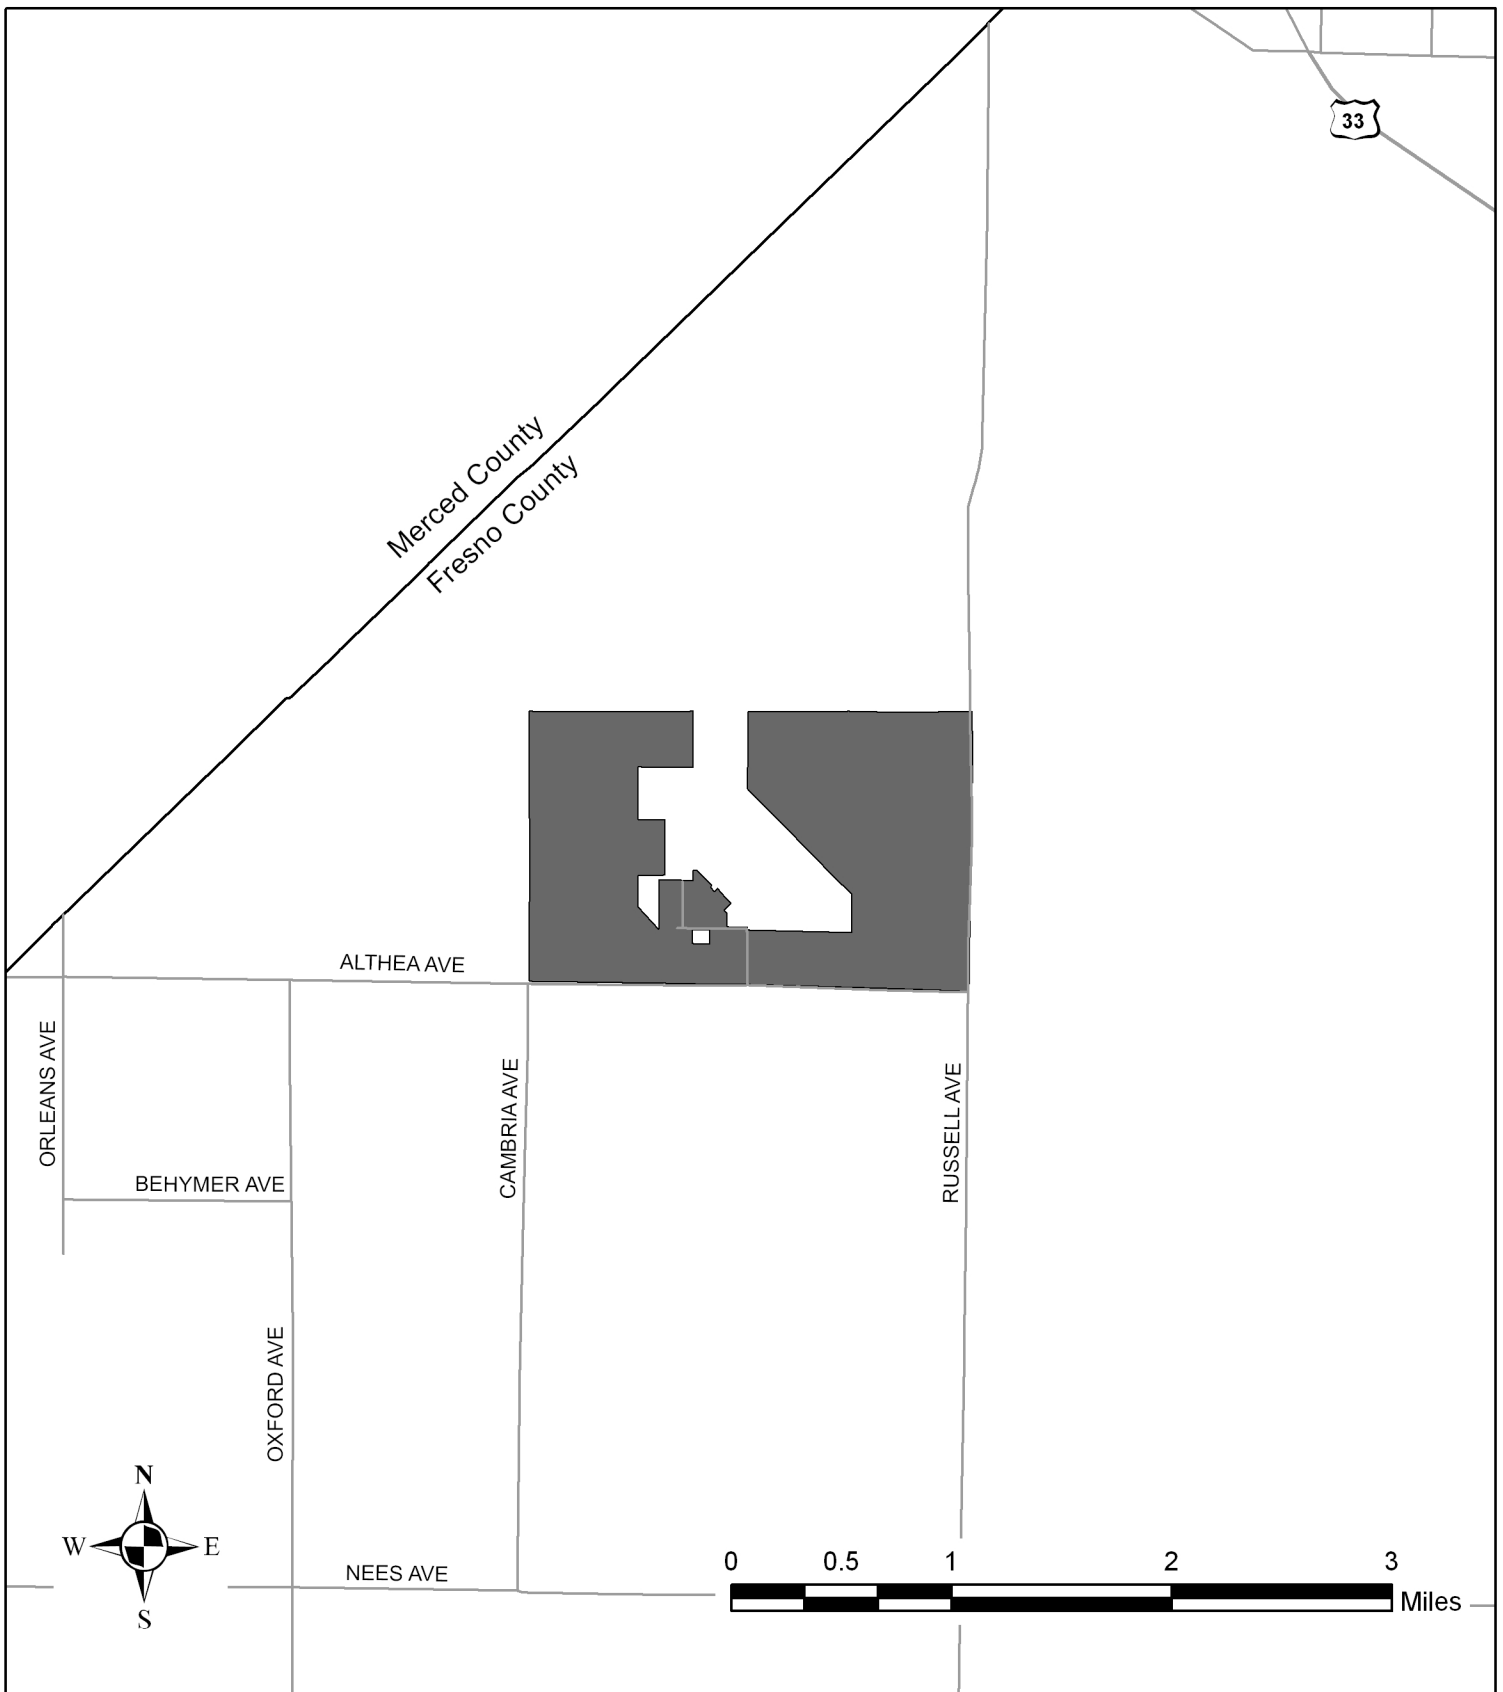 33
Merced County
Fresno County
ALTHEA AVE
ORLEANS AVE
CAMBRIA AVE
RUSSELL AVE
BEHYMER AVE
OXFORD AVE
N
W E
S
NEES AVE
0 0.5 1 2 3
Miles